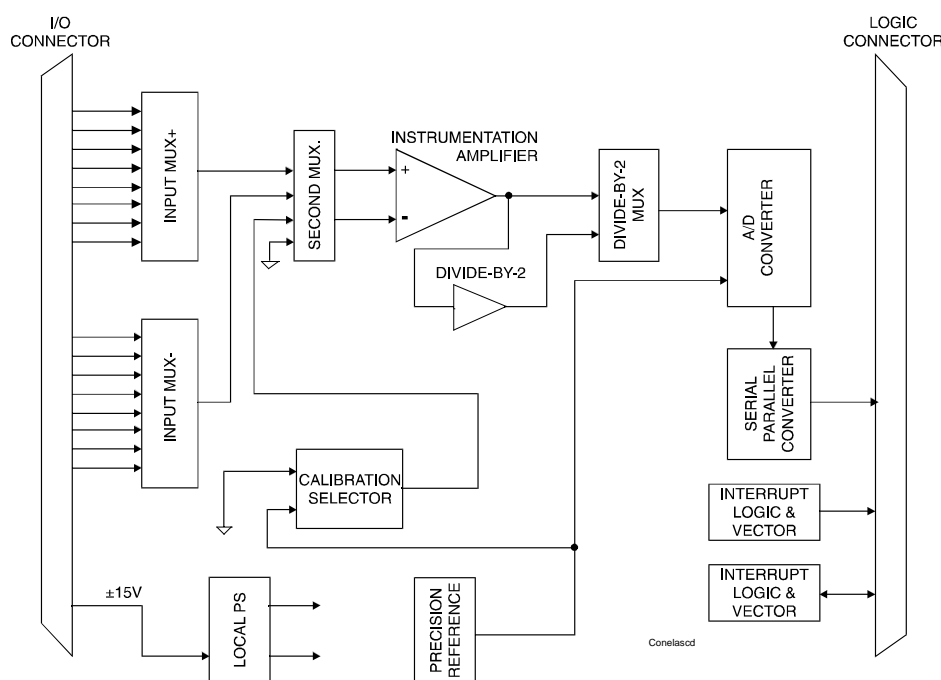 I/O
CONNECTOR
LOGIC
CONNECTOR
INPUT MUX+
SECOND MUX.
INSTRUMENTATION
AMPLIFIER
+
-
DIVIDE-BY-2
MUX
A/D
CONVERTER
DIVIDE-BY-2
INPUT MUX-
SERIAL
PARALLEL
CONVERTER
CALIBRATION
SELECTOR
INTERRUPT
LOGIC &
VECTOR
INTERRUPT
LOGIC &
VECTOR
±15V
LOCAL PS
PRECISION
REFERENCE
Conelascd